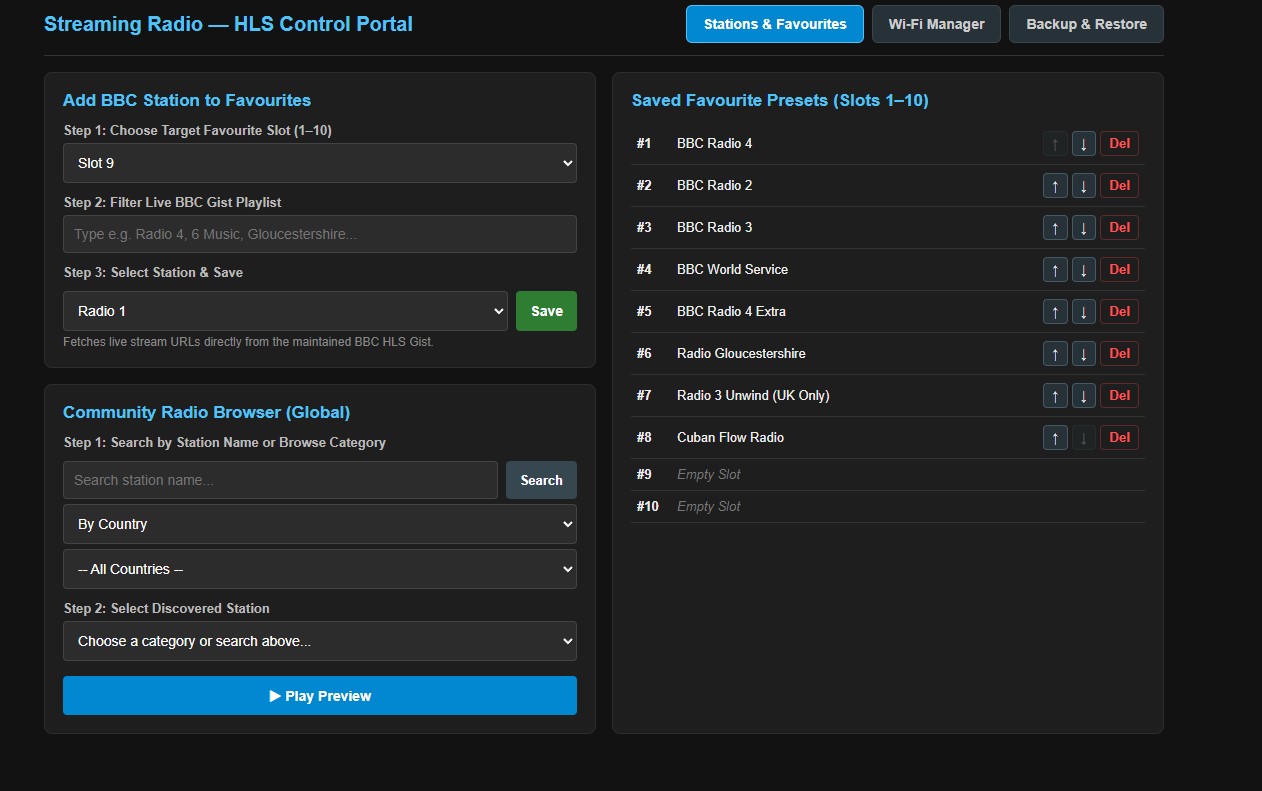 Streaming Radio — HLS Control Portal
Stations & Favourites
Wi-Fi Manager
Backup & Restore
Add BBC Station to Favourites
Step 1: Choose Target Favourite Slot (1–10)
Slot 9
Step 2: Filter Live BBC Gist Playlist
Type e.g. Radio 4, 6 Music, Gloucestershire...
Step 3: Select Station & Save
Radio 1
Save
Fetches live stream URLs directly from the maintained BBC HLS Gist.
Community Radio Browser (Global)
Step 1: Search by Station Name or Browse Category
Search station name...
Search
By Country
-- All Countries --
Step 2: Select Discovered Station
Choose a category or search above...
▶ Play Preview
Saved Favourite Presets (Slots 1–10)
#1 BBC Radio 4 ↑ ↓ Del
#2 BBC Radio 2 ↑ ↓ Del
#3 BBC Radio 3 ↑ ↓ Del
#4 BBC World Service ↑ ↓ Del
#5 BBC Radio 4 Extra ↑ ↓ Del
#6 Radio Gloucestershire ↑ ↓ Del
#7 Radio 3 Unwind (UK Only) ↑ ↓ Del
#8 Cuban Flow Radio ↑ ↓ Del
#9 Empty Slot
#10 Empty Slot